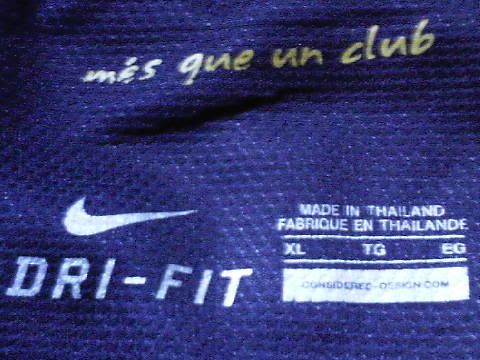 més que un club
MADE IN THAILAND
FABRIQUE EN THAILANDE
XL TG EG
DRI-FIT
CONSIDERED-DESIGN.COM